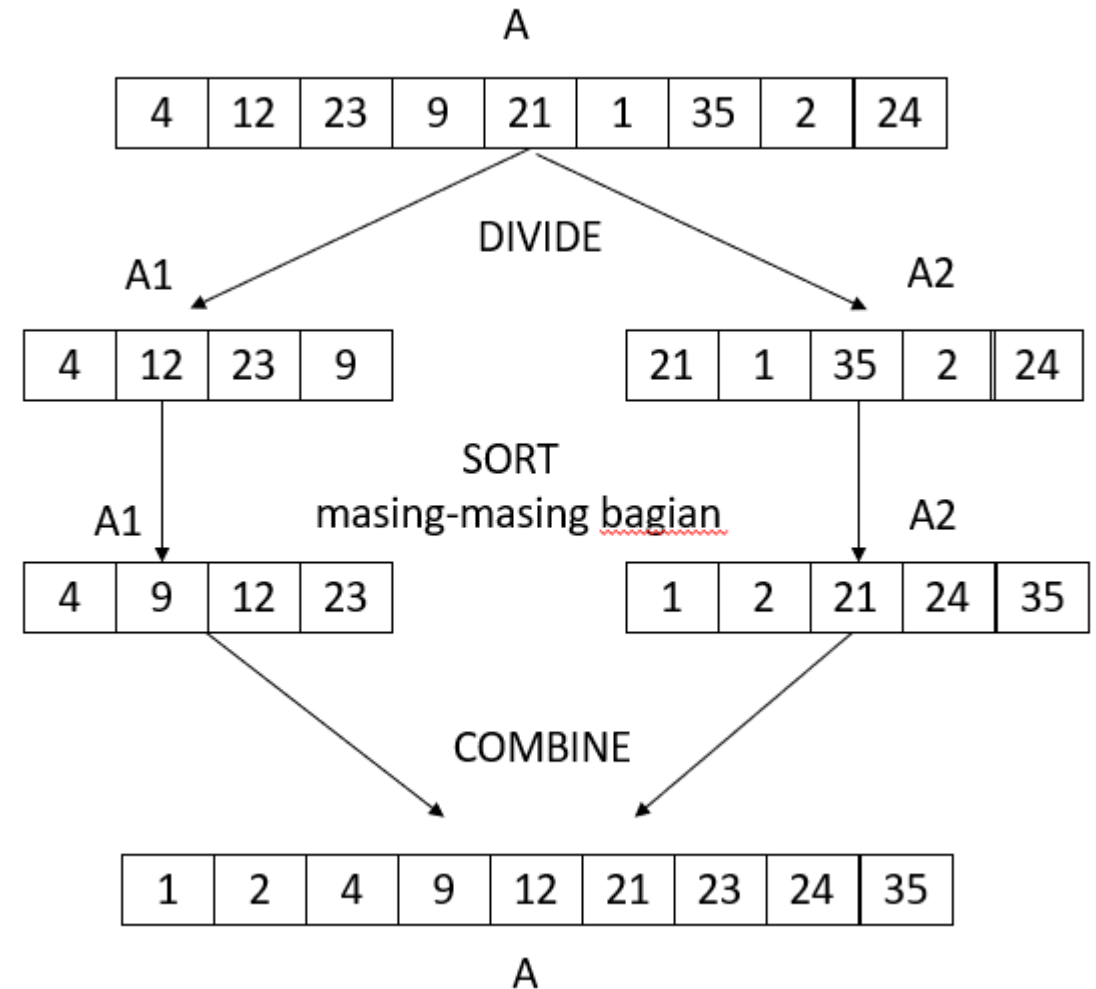 A
4 12 23 9 21 1 35 2 24
DIVIDE
A1 A2
4 12 23 9 21 1 35 2 24
SORT
masing-masing bagian
A1 A2
4 9 12 23 1 2 21 24 35
COMBINE
1 2 4 9 12 21 23 24 35
A